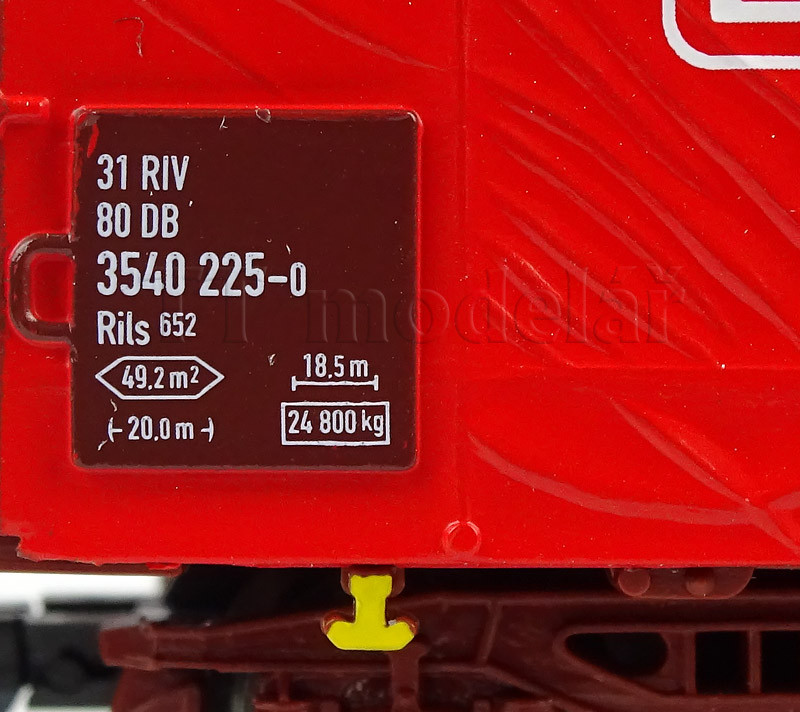 31 RIV
80 DB
3540 225-0
Rils 652
49,2 m²
18.5 m
20,0 m
24 800 kg
modelář